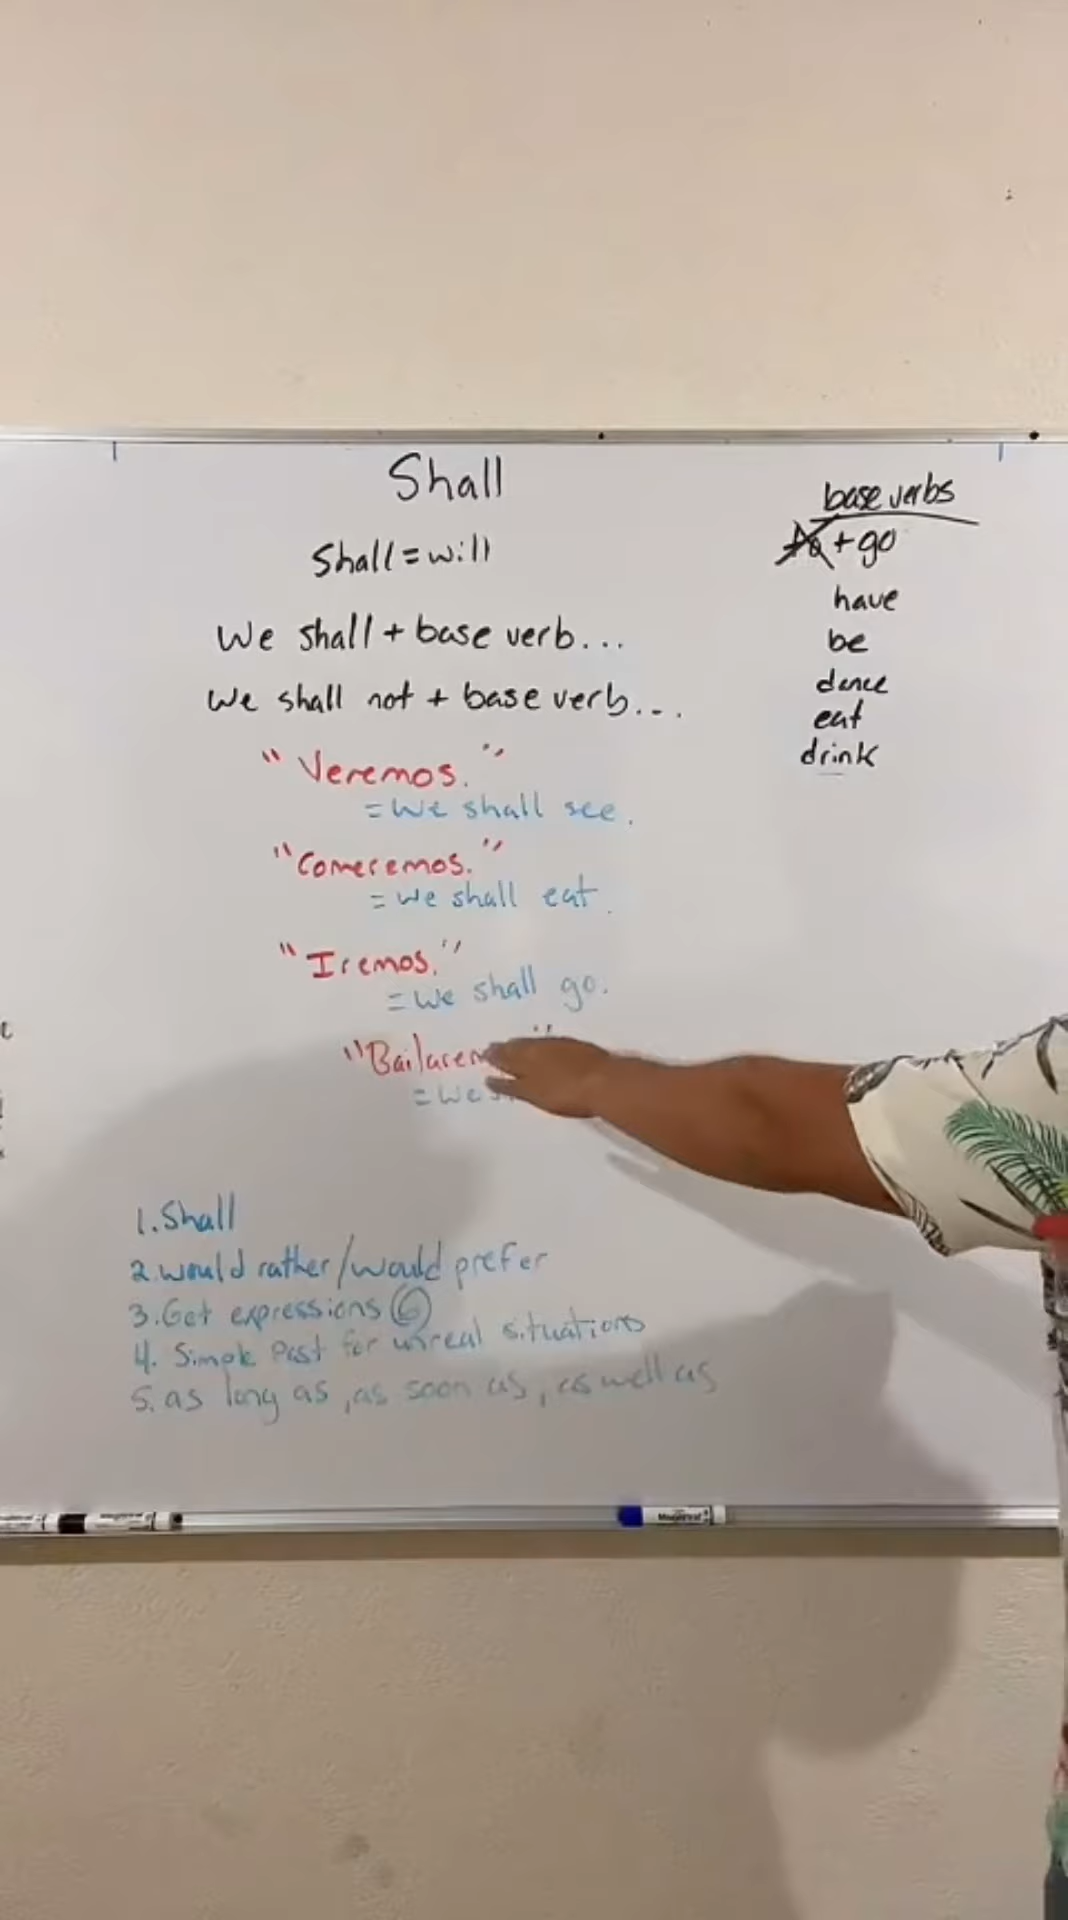 Shall
Shall = will
We shall + base verb...
We shall not + base verb...
"Veremos."
= We shall see.
"Comeremos."
= We shall eat.
"Iremos."
= We shall go.
= We
base verbs
+ go
have
be
dance
eat
drink
1. Shall
2. would rather/would prefer
3. Get expressions 6
4. Simple Past for unreal situations
5. as long as, as soon as, as well as